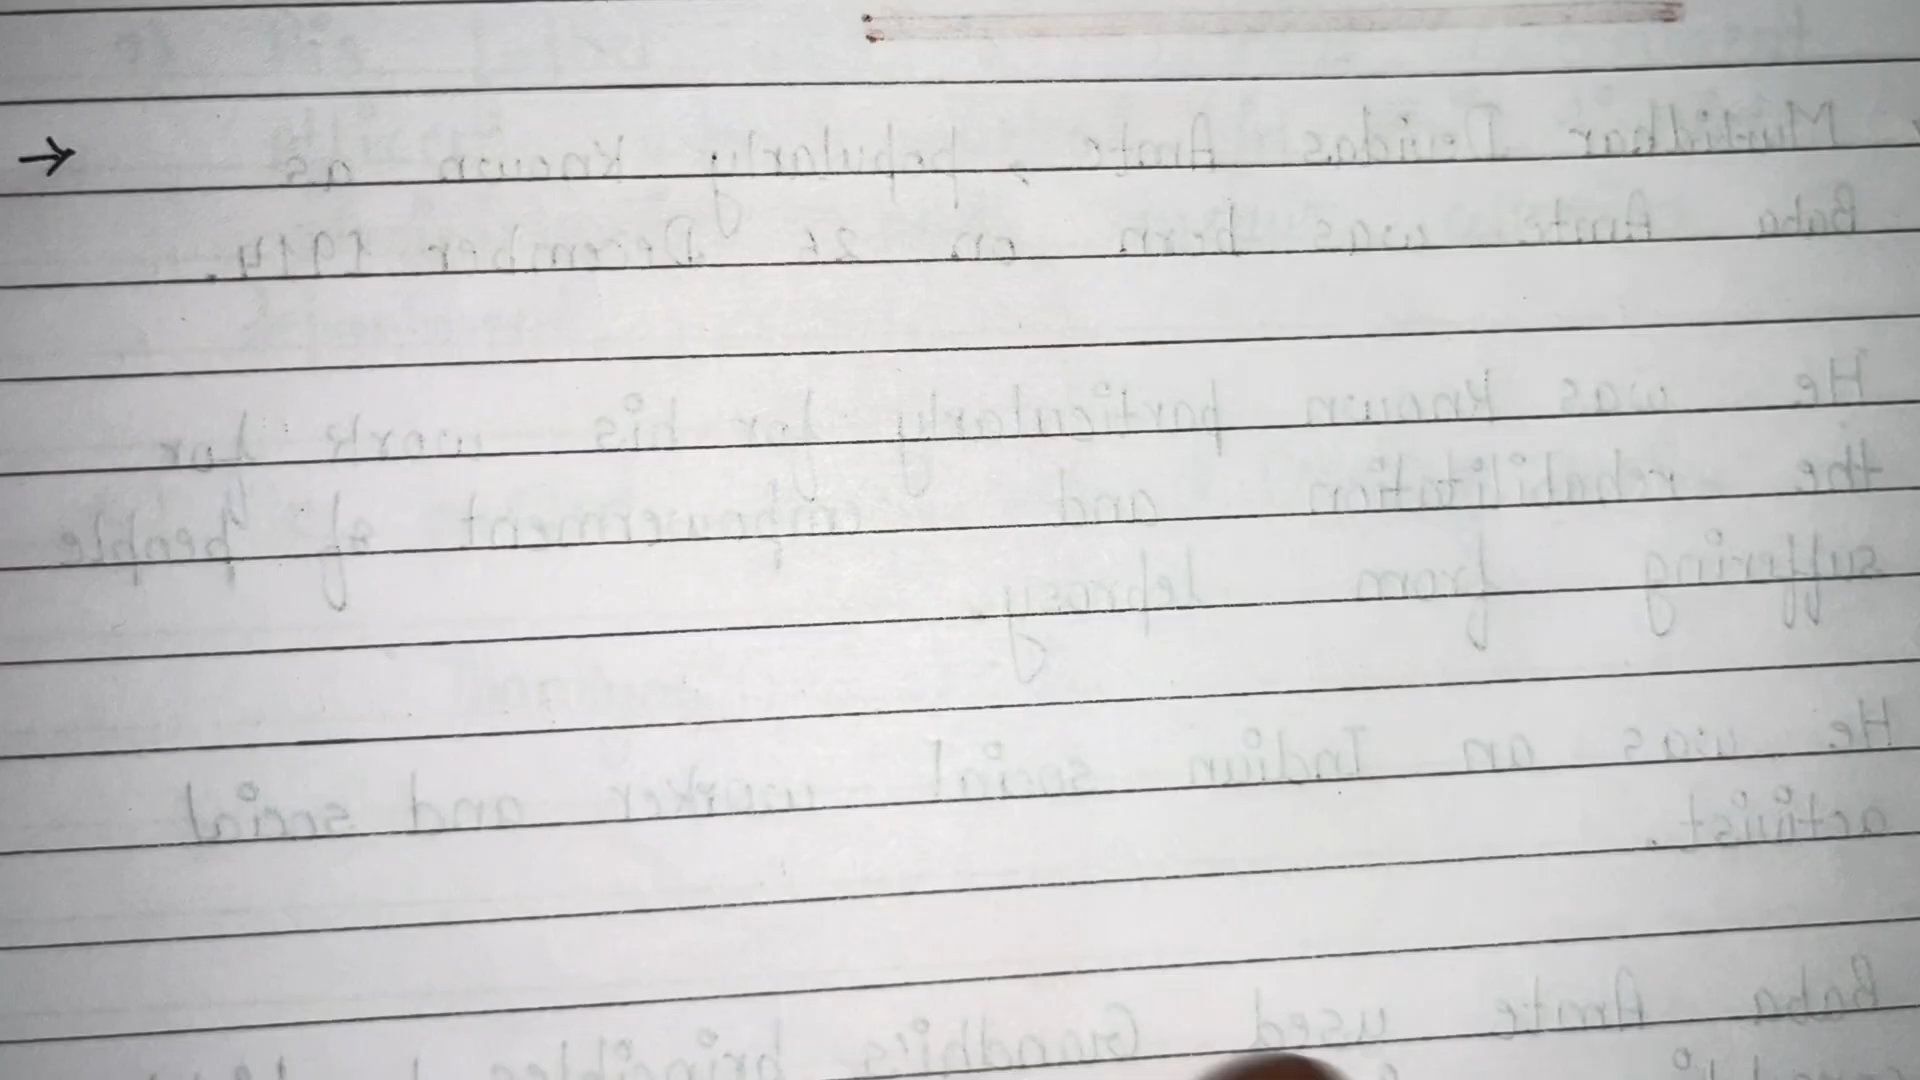 →
Murlidhar Devidas Amte, popularly known as
Baba Amte was born on 26 December 1914.
He was known particularly for his work for
the rehabilitation and empowerment of people
suffering from leprosy.
He was an Indian social worker and social
activist.
Baba Amte used Gandhi's principles